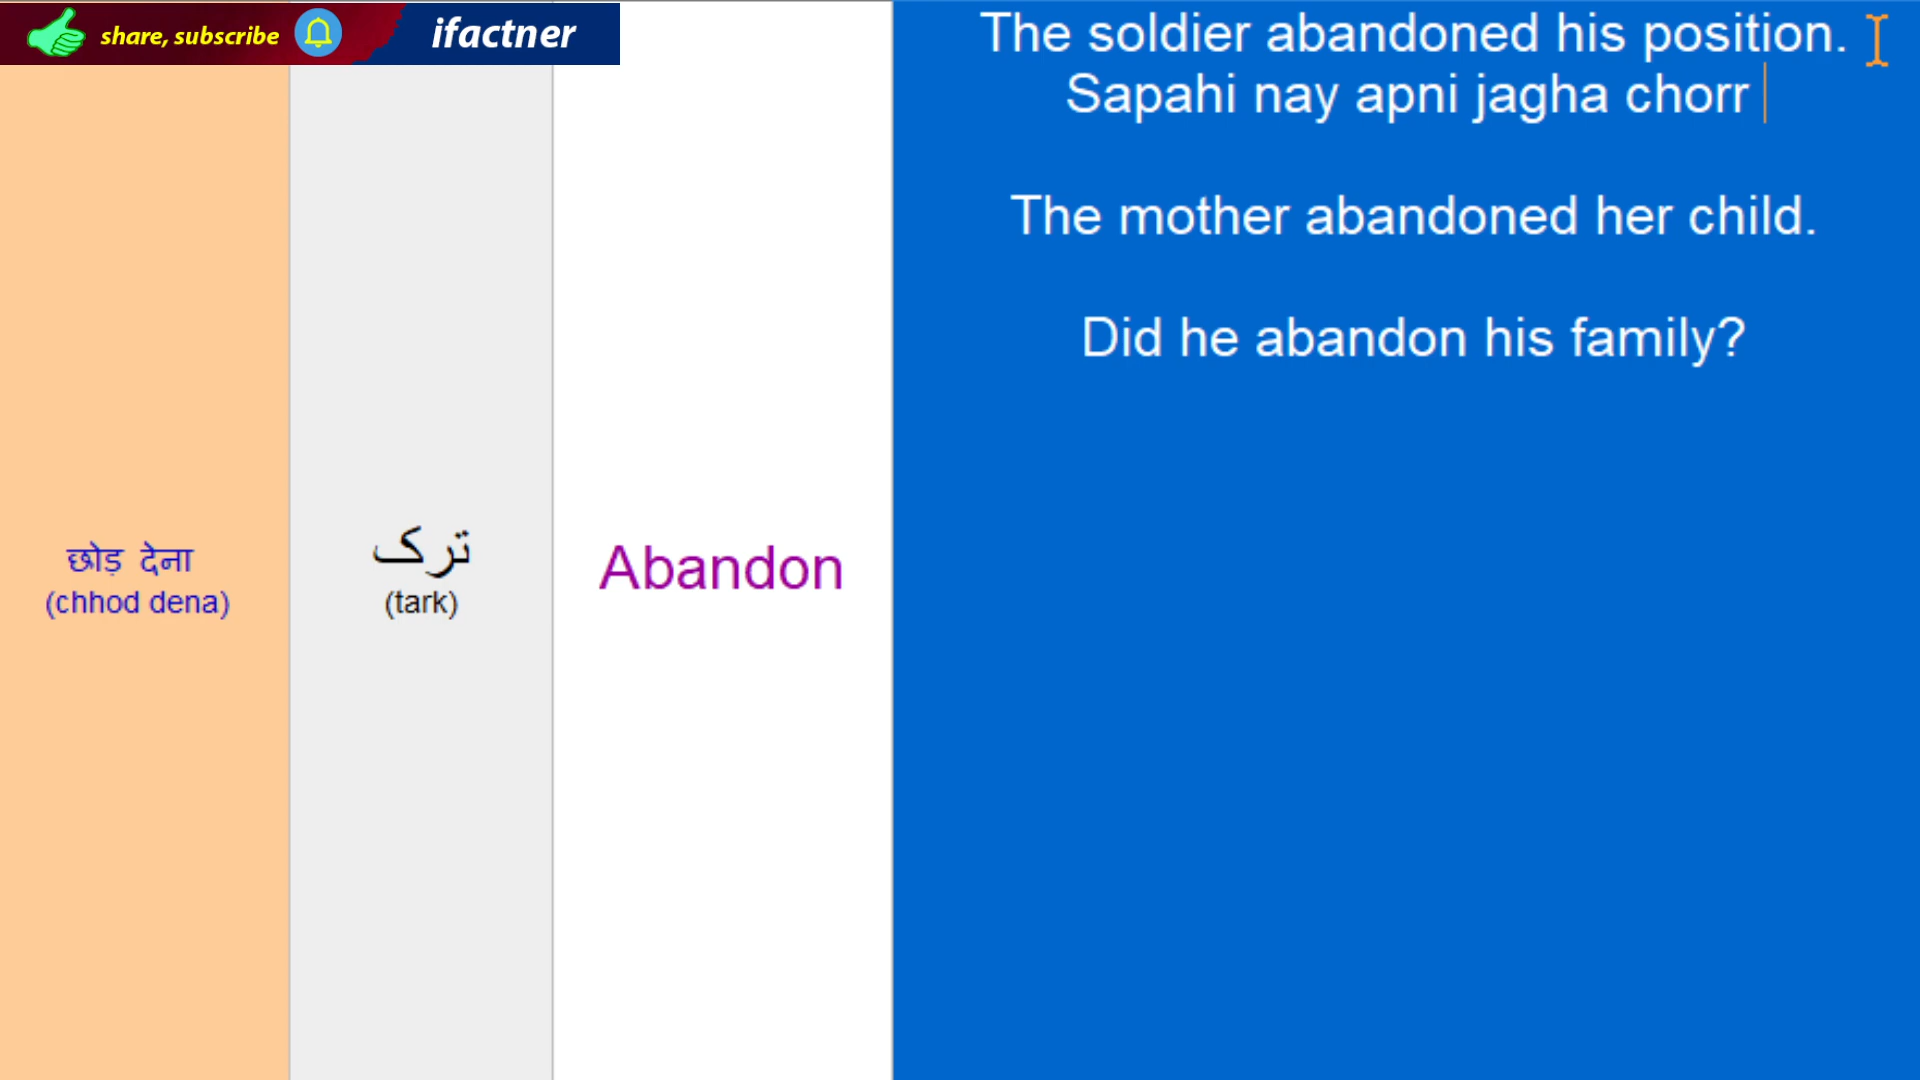 share, subscribe
ifactner
The soldier abandoned his position.
Sapahi nay apni jagha chorr
The mother abandoned her child.
Did he abandon his family?
छोड़ देना
(chhod dena)
ترک
(tark)
Abandon